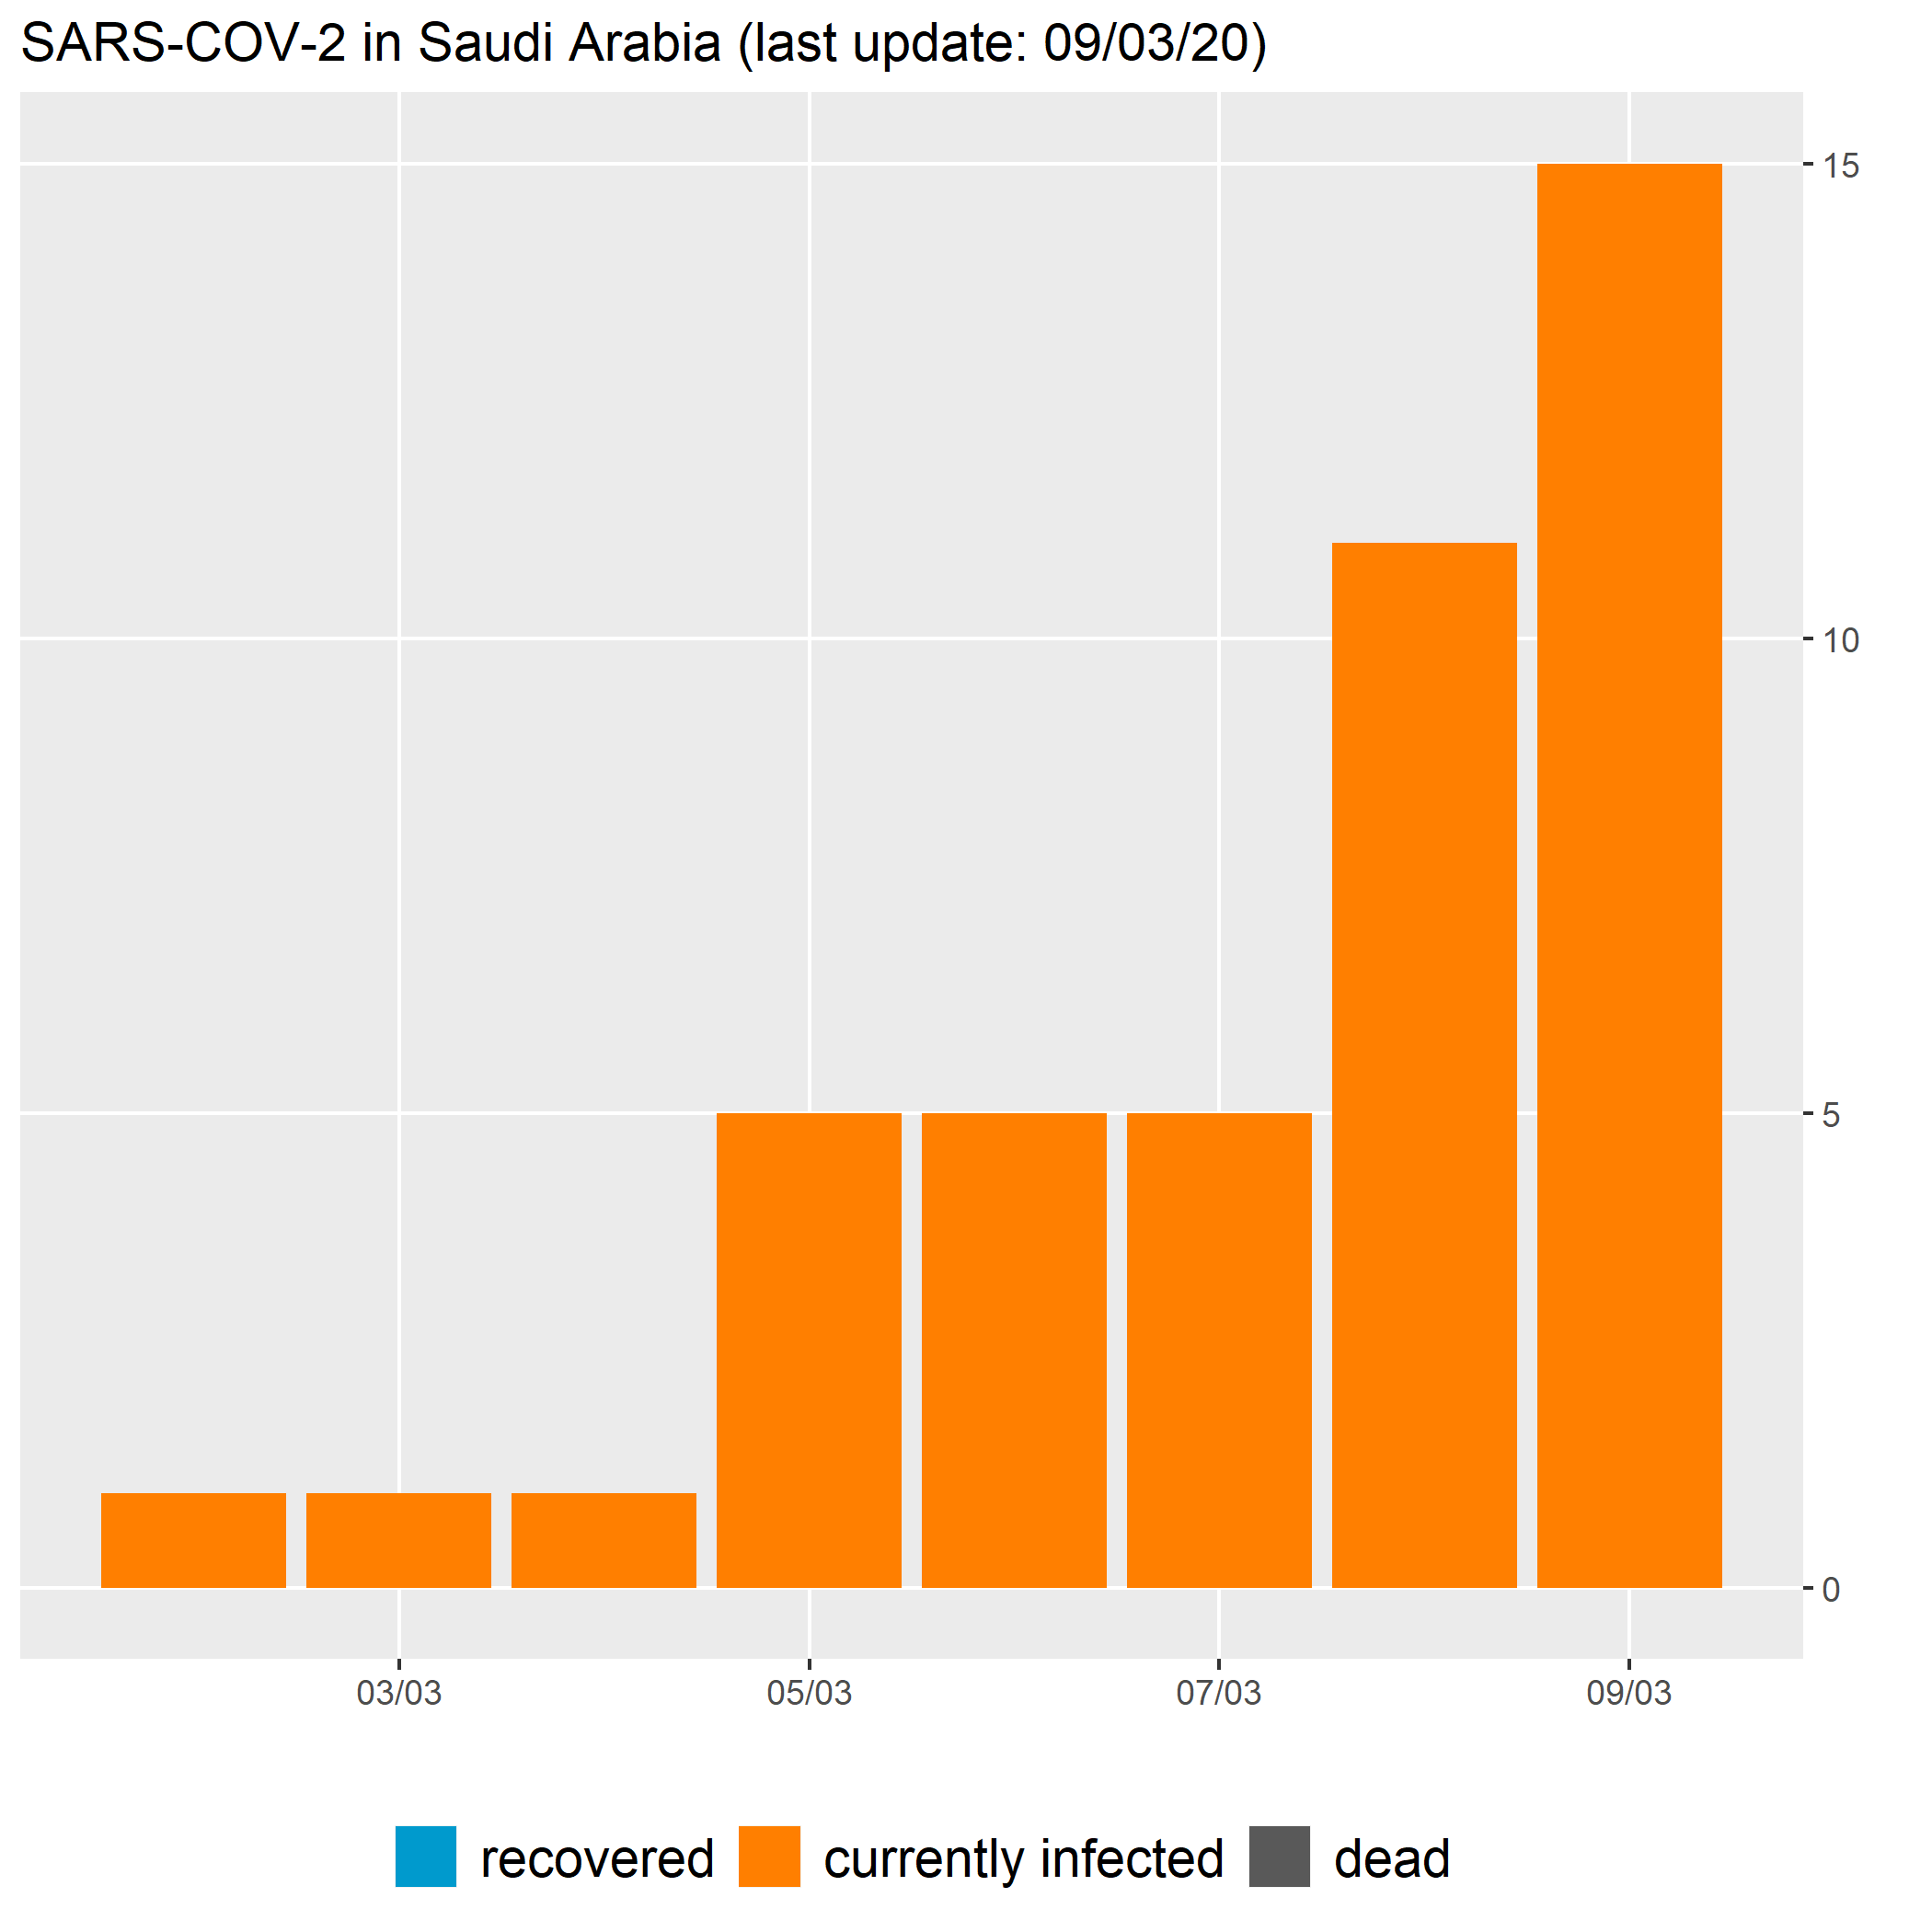 SARS-COV-2 in Saudi Arabia (last update: 09/03/20)
15
10
5
0
03/03 05/03 07/03 09/03
recovered currently infected dead